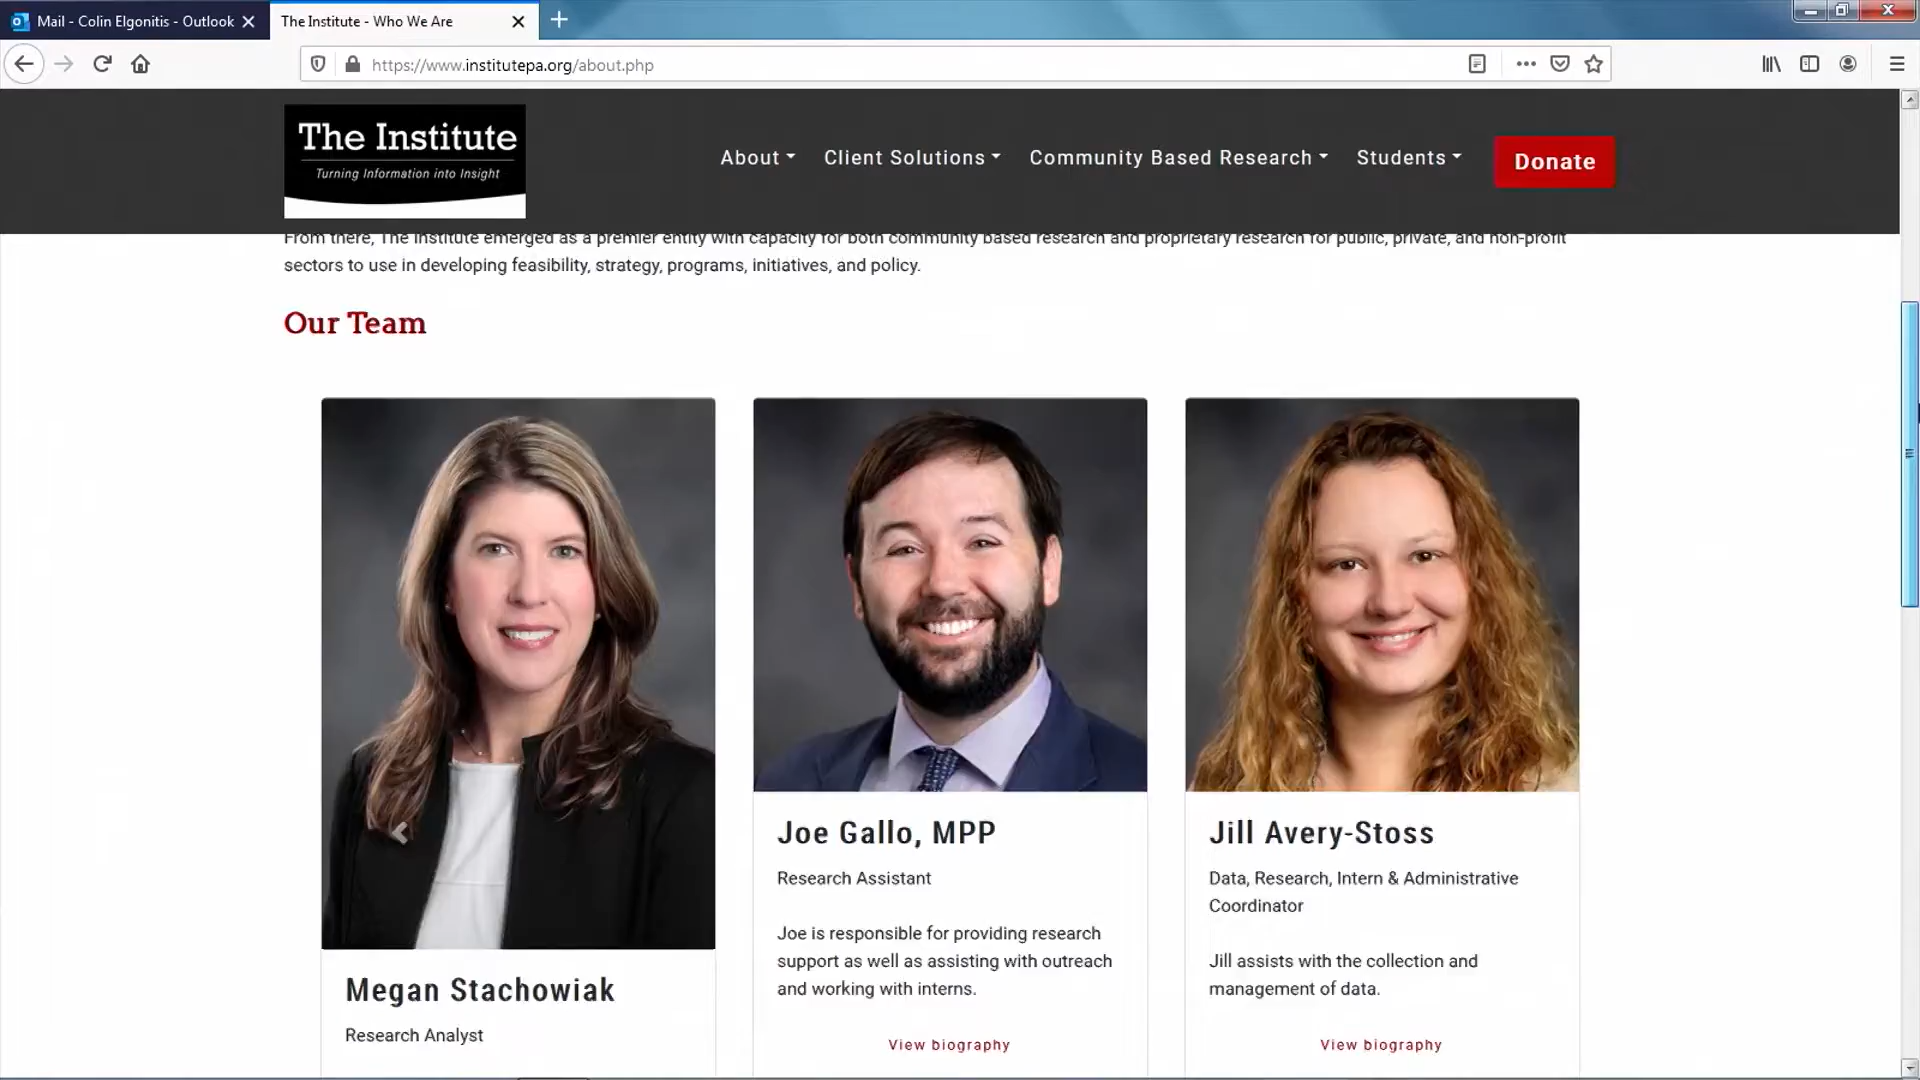 Mail - Colin Elgonitis - Outlook
The Institute - Who We Are
https://www.institutepa.org/about.php
The Institute
Turning Information into Insight
About
Client Solutions
Community Based Research
Students
Donate
From there, The Institute emerged as a premier entity with capacity for both community based research and proprietary research for public, private, and non-profit
sectors to use in developing feasibility, strategy, programs, initiatives, and policy.
Our Team
Megan Stachowiak
Research Analyst
Joe Gallo, MPP
Research Assistant
Joe is responsible for providing research
support as well as assisting with outreach
and working with interns.
View biography
Jill Avery-Stoss
Data, Research, Intern & Administrative
Coordinator
Jill assists with the collection and
management of data.
View biography